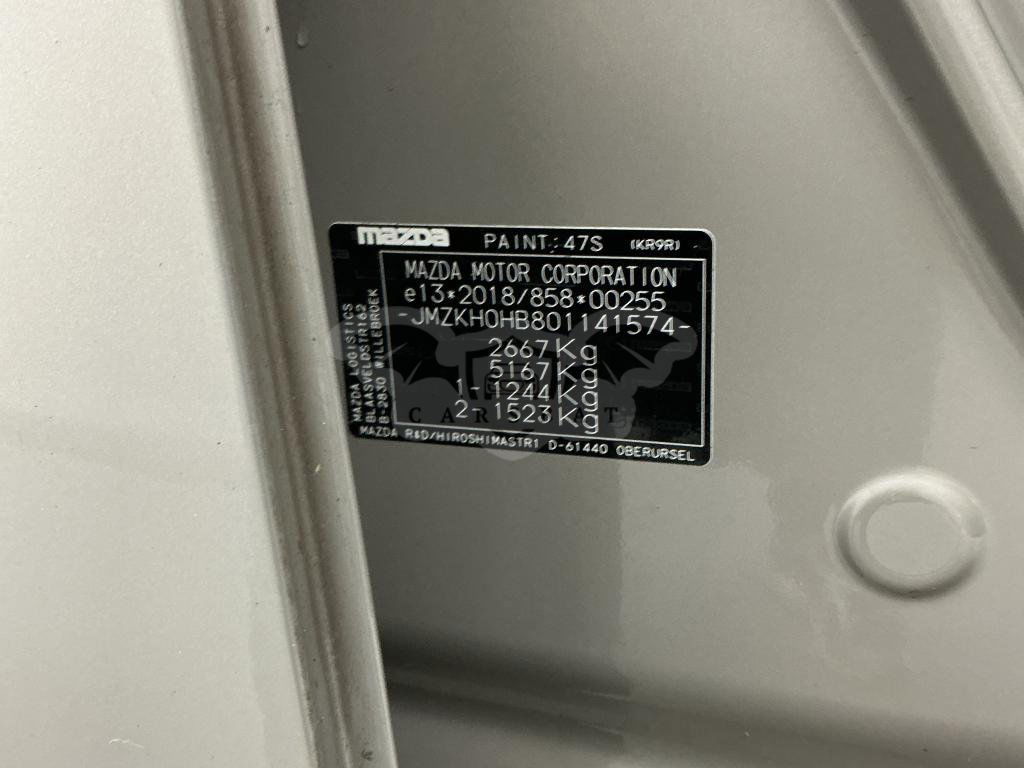 mazda PAINT: 47S (KR9R)
MAZDA MOTOR CORPORATION
e13*2018/858*00255
-JMZKH0HB801141574-
2667Kg
5167Kg
1-1244Kg
2-1523Kg
MAZDA LOGISTICS
BLAASVELDSTR162
B-2830 WILLEBROEK
MAZDA R&D/HIROSHIMASTR1 D-61440 OBERURSEL